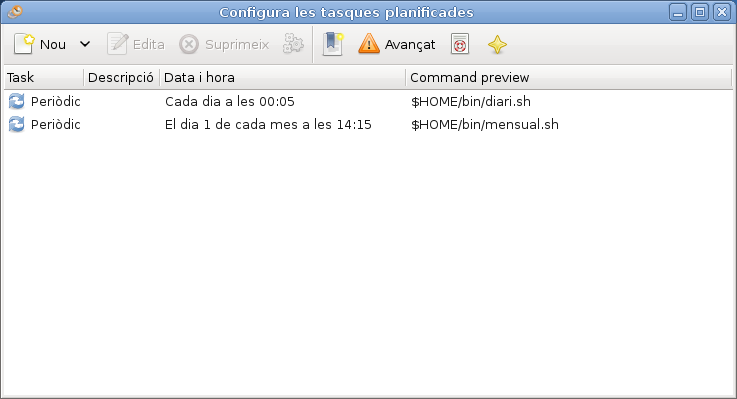 Configura les tasques planificades
Nou Edita Suprimeix Avançat
Task Descripció Data i hora Command preview
Periòdic Cada dia a les 00:05 $HOME/bin/diari.sh
Periòdic El dia 1 de cada mes a les 14:15 $HOME/bin/mensual.sh